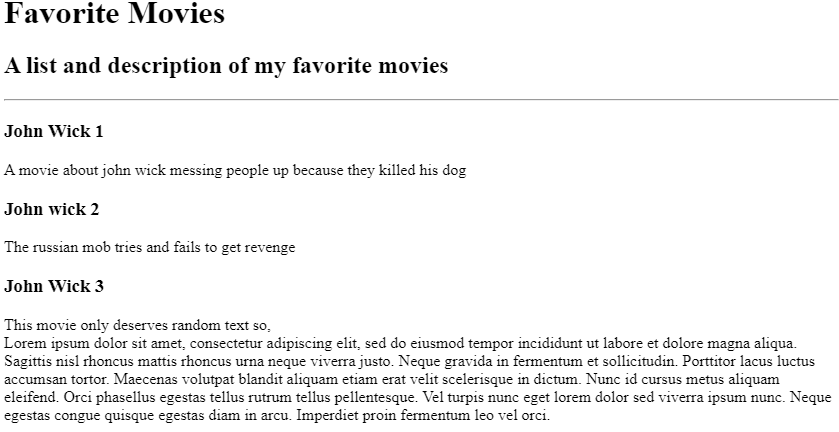 Favorite Movies
A list and description of my favorite movies
John Wick 1
A movie about john wick messing people up because they killed his dog
John wick 2
The russian mob tries and fails to get revenge
John Wick 3
This movie only deserves random text so,
Lorem ipsum dolor sit amet, consectetur adipiscing elit, sed do eiusmod tempor incididunt ut labore et dolore magna aliqua.
Sagittis nisl rhoncus mattis rhoncus urna neque viverra justo. Neque gravida in fermentum et sollicitudin. Porttitor lacus luctus
accumsan tortor. Maecenas volutpat blandit aliquam etiam erat velit scelerisque in dictum. Nunc id cursus metus aliquam
eleifend. Orci phasellus egestas tellus rutrum tellus pellentesque. Vel turpis nunc eget lorem dolor sed viverra ipsum nunc. Neque
egestas congue quisque egestas diam in arcu. Imperdiet proin fermentum leo vel orci.